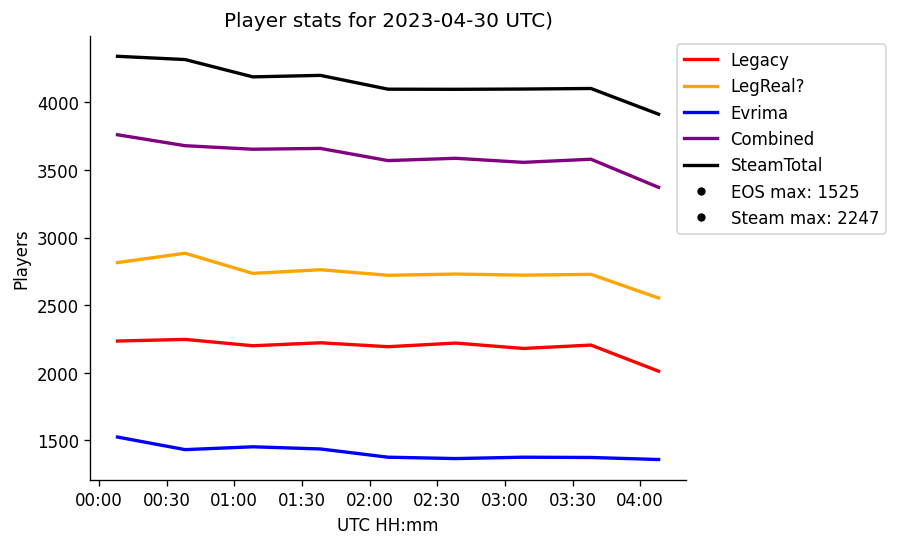 Player stats for 2023-04-30 UTC)
Legacy
LegReal?
Evrima
Combined
SteamTotal
EOS max: 1525
Steam max: 2247
Players
4000
3500
3000
2500
2000
1500
00:00 00:30 01:00 01:30 02:00 02:30 03:00 03:30 04:00
UTC HH:mm